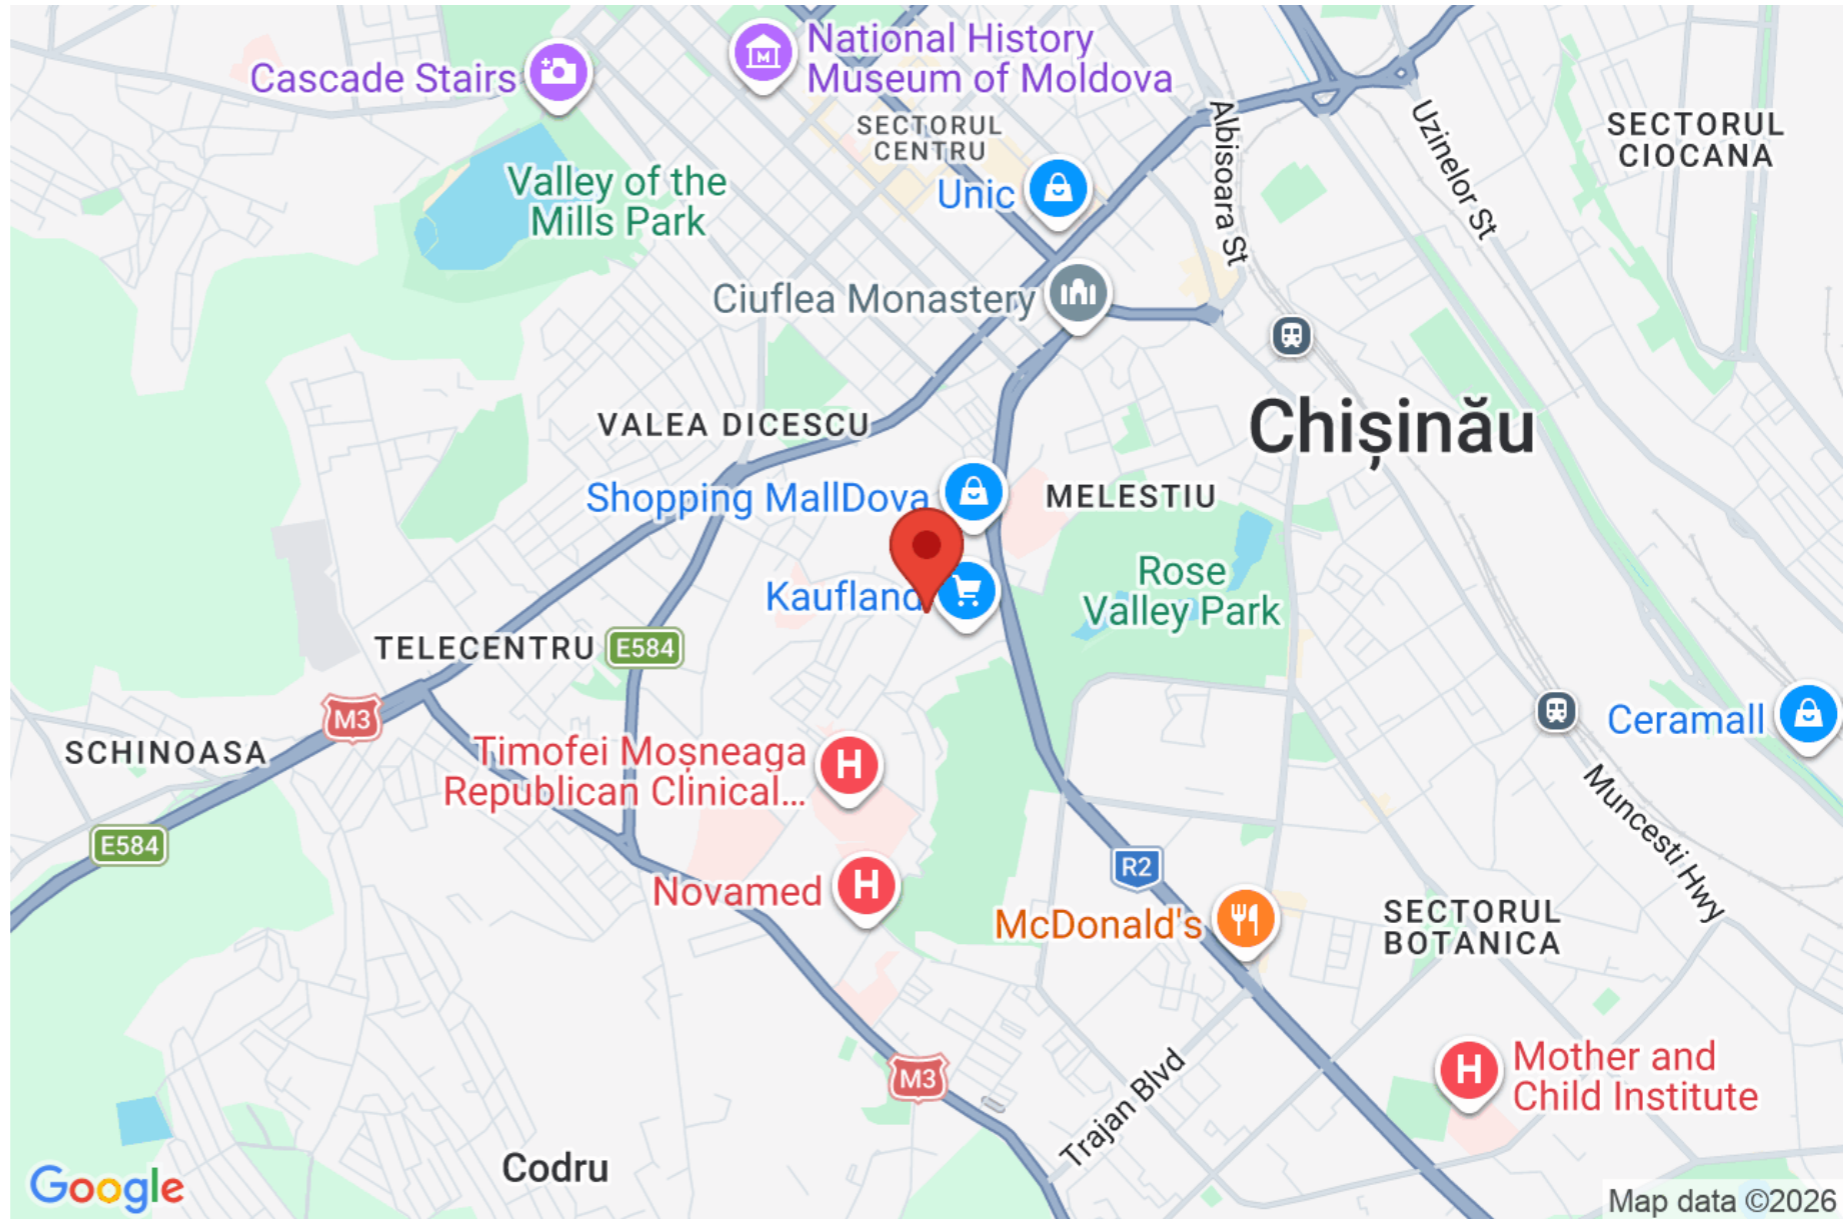 National History
Museum of Moldova
Cascade Stairs
SECTORUL
CENTRU
SECTORUL
CIOCANA
Albisoara St
Uzinelor St
Valley of the
Mills Park
Unic
Ciuflea Monastery
Chișinău
VALEA DICESCU
Shopping MallDova
MELESTIU
Rose
Valley Park
Kaufland
TELECENTRU
E584
M3
Ceramall
SCHINOASA
Timofei Moșneaga
Republican Clinical...
H
Muncesti Hwy
E584
R2
Novamed
H
McDonald's
SECTORUL
BOTANICA
M3
H
Mother and
Child Institute
Trajan Blvd
Codru
Google
Map data ©2026